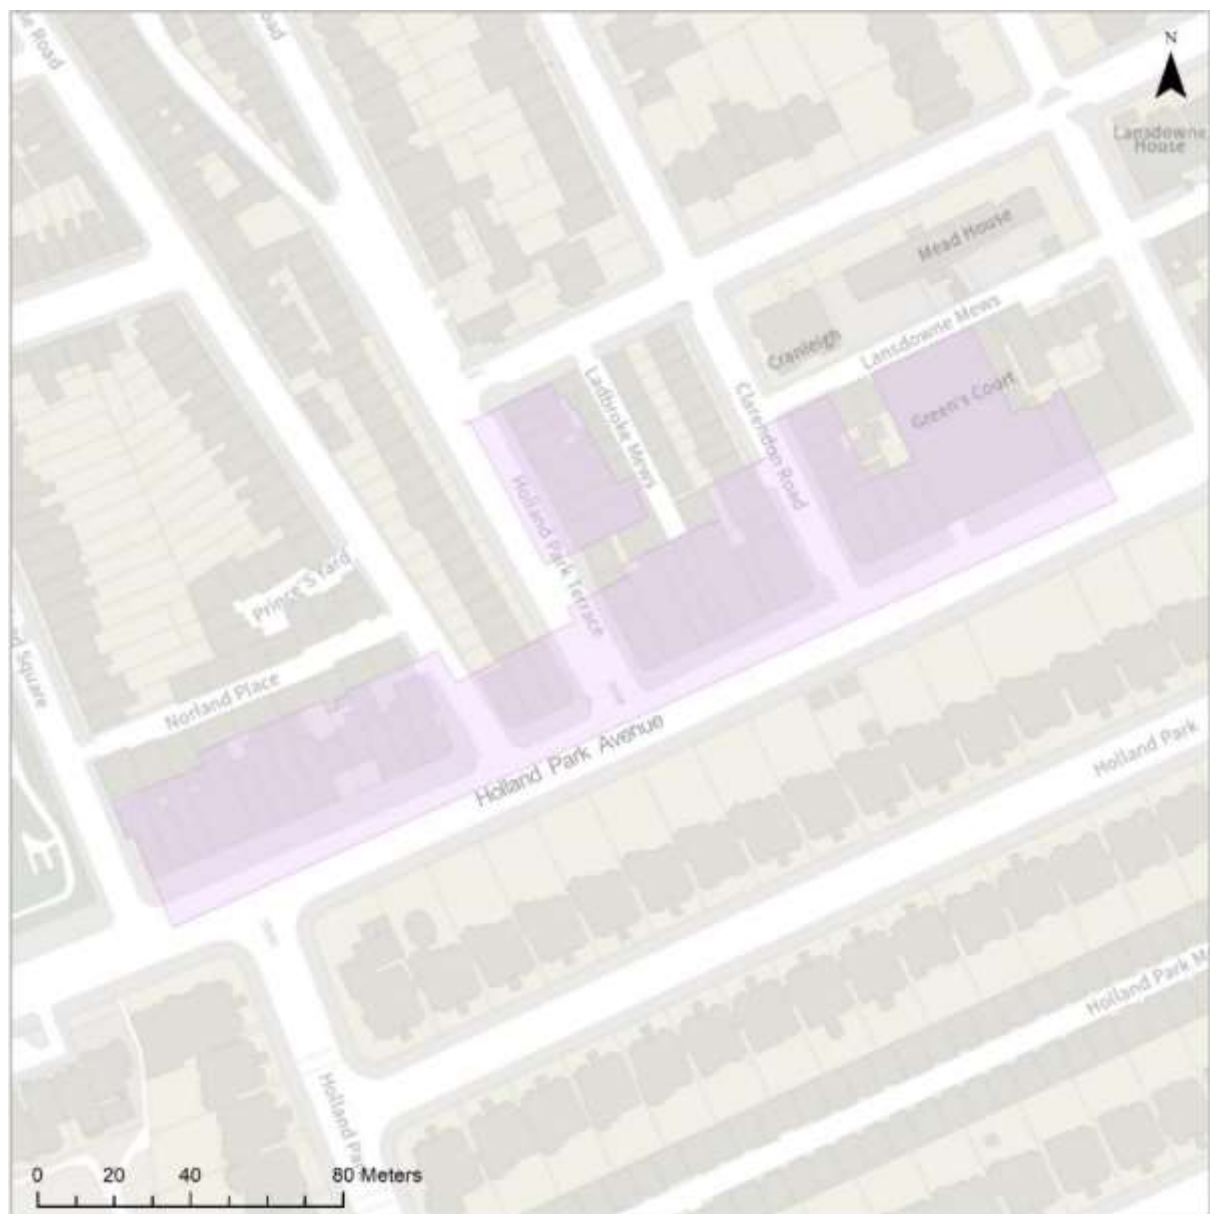 Road
N
Lansdowne
House
Mead House
Lansdowne Mews
Cranleigh
Ladbroke Mews
Clarendon Road
Green's Court
Holland Park Terrace
Prince'S Yard
Square
Norland Place
Holland Park Avenue
Holland Park
Holland Park
Holland
0 20 40 80 Meters